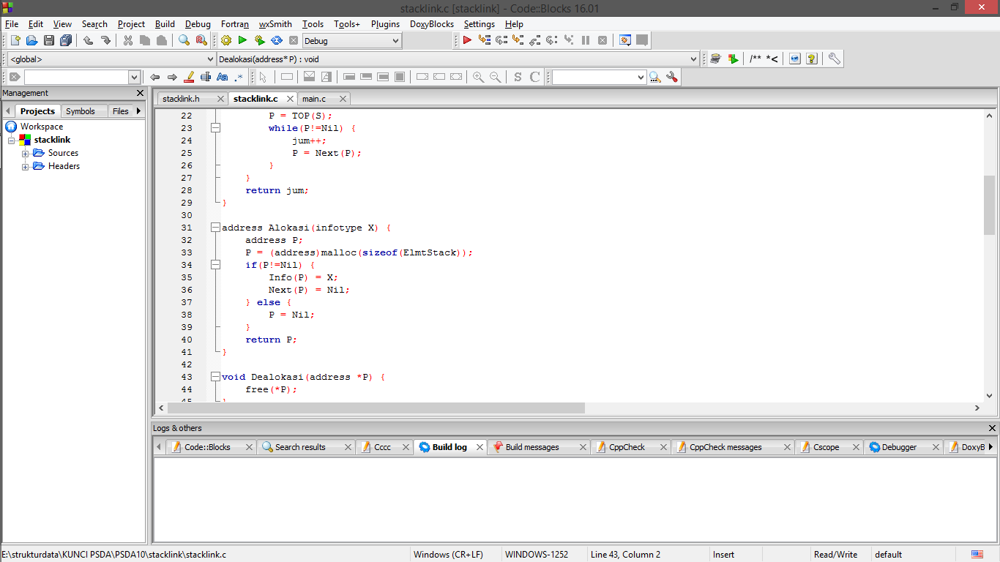 stacklink.c [stacklink] - Code::Blocks 16.01
File Edit View Search Project Build Debug Fortran wxSmith Tools Tools+ Plugins DoxyBlocks Settings Help
Debug
<global> Dealokasi(address* P) : void
/** *<
Aa .*
S C
Management
Projects Symbols Files
Workspace
stacklink
Sources
Headers
stacklink.h stacklink.c main.c
22 P = TOP(S);
23 while(P!=Nil) {
24 jum++;
25 P = Next(P);
26 }
27 }
28 return jum;
29 }
30
31 address Alokasi(infotype X) {
32 address P;
33 P = (address)malloc(sizeof(ElmtStack));
34 if(P!=Nil) {
35 Info(P) = X;
36 Next(P) = Nil;
37 } else {
38 P = Nil;
39 }
40 return P;
41 }
42
43 void Dealokasi(address *P) {
44 free(*P);
45 }
Logs & others
Code::Blocks Search results Cccc Build log Build messages CppCheck CppCheck messages Cscope Debugger DoxyB
E:\strukturdata\KUNCI PSDA\PSDA10\stacklink\stacklink.c Windows (CR+LF) WINDOWS-1252 Line 43, Column 2 Insert Read/Write default